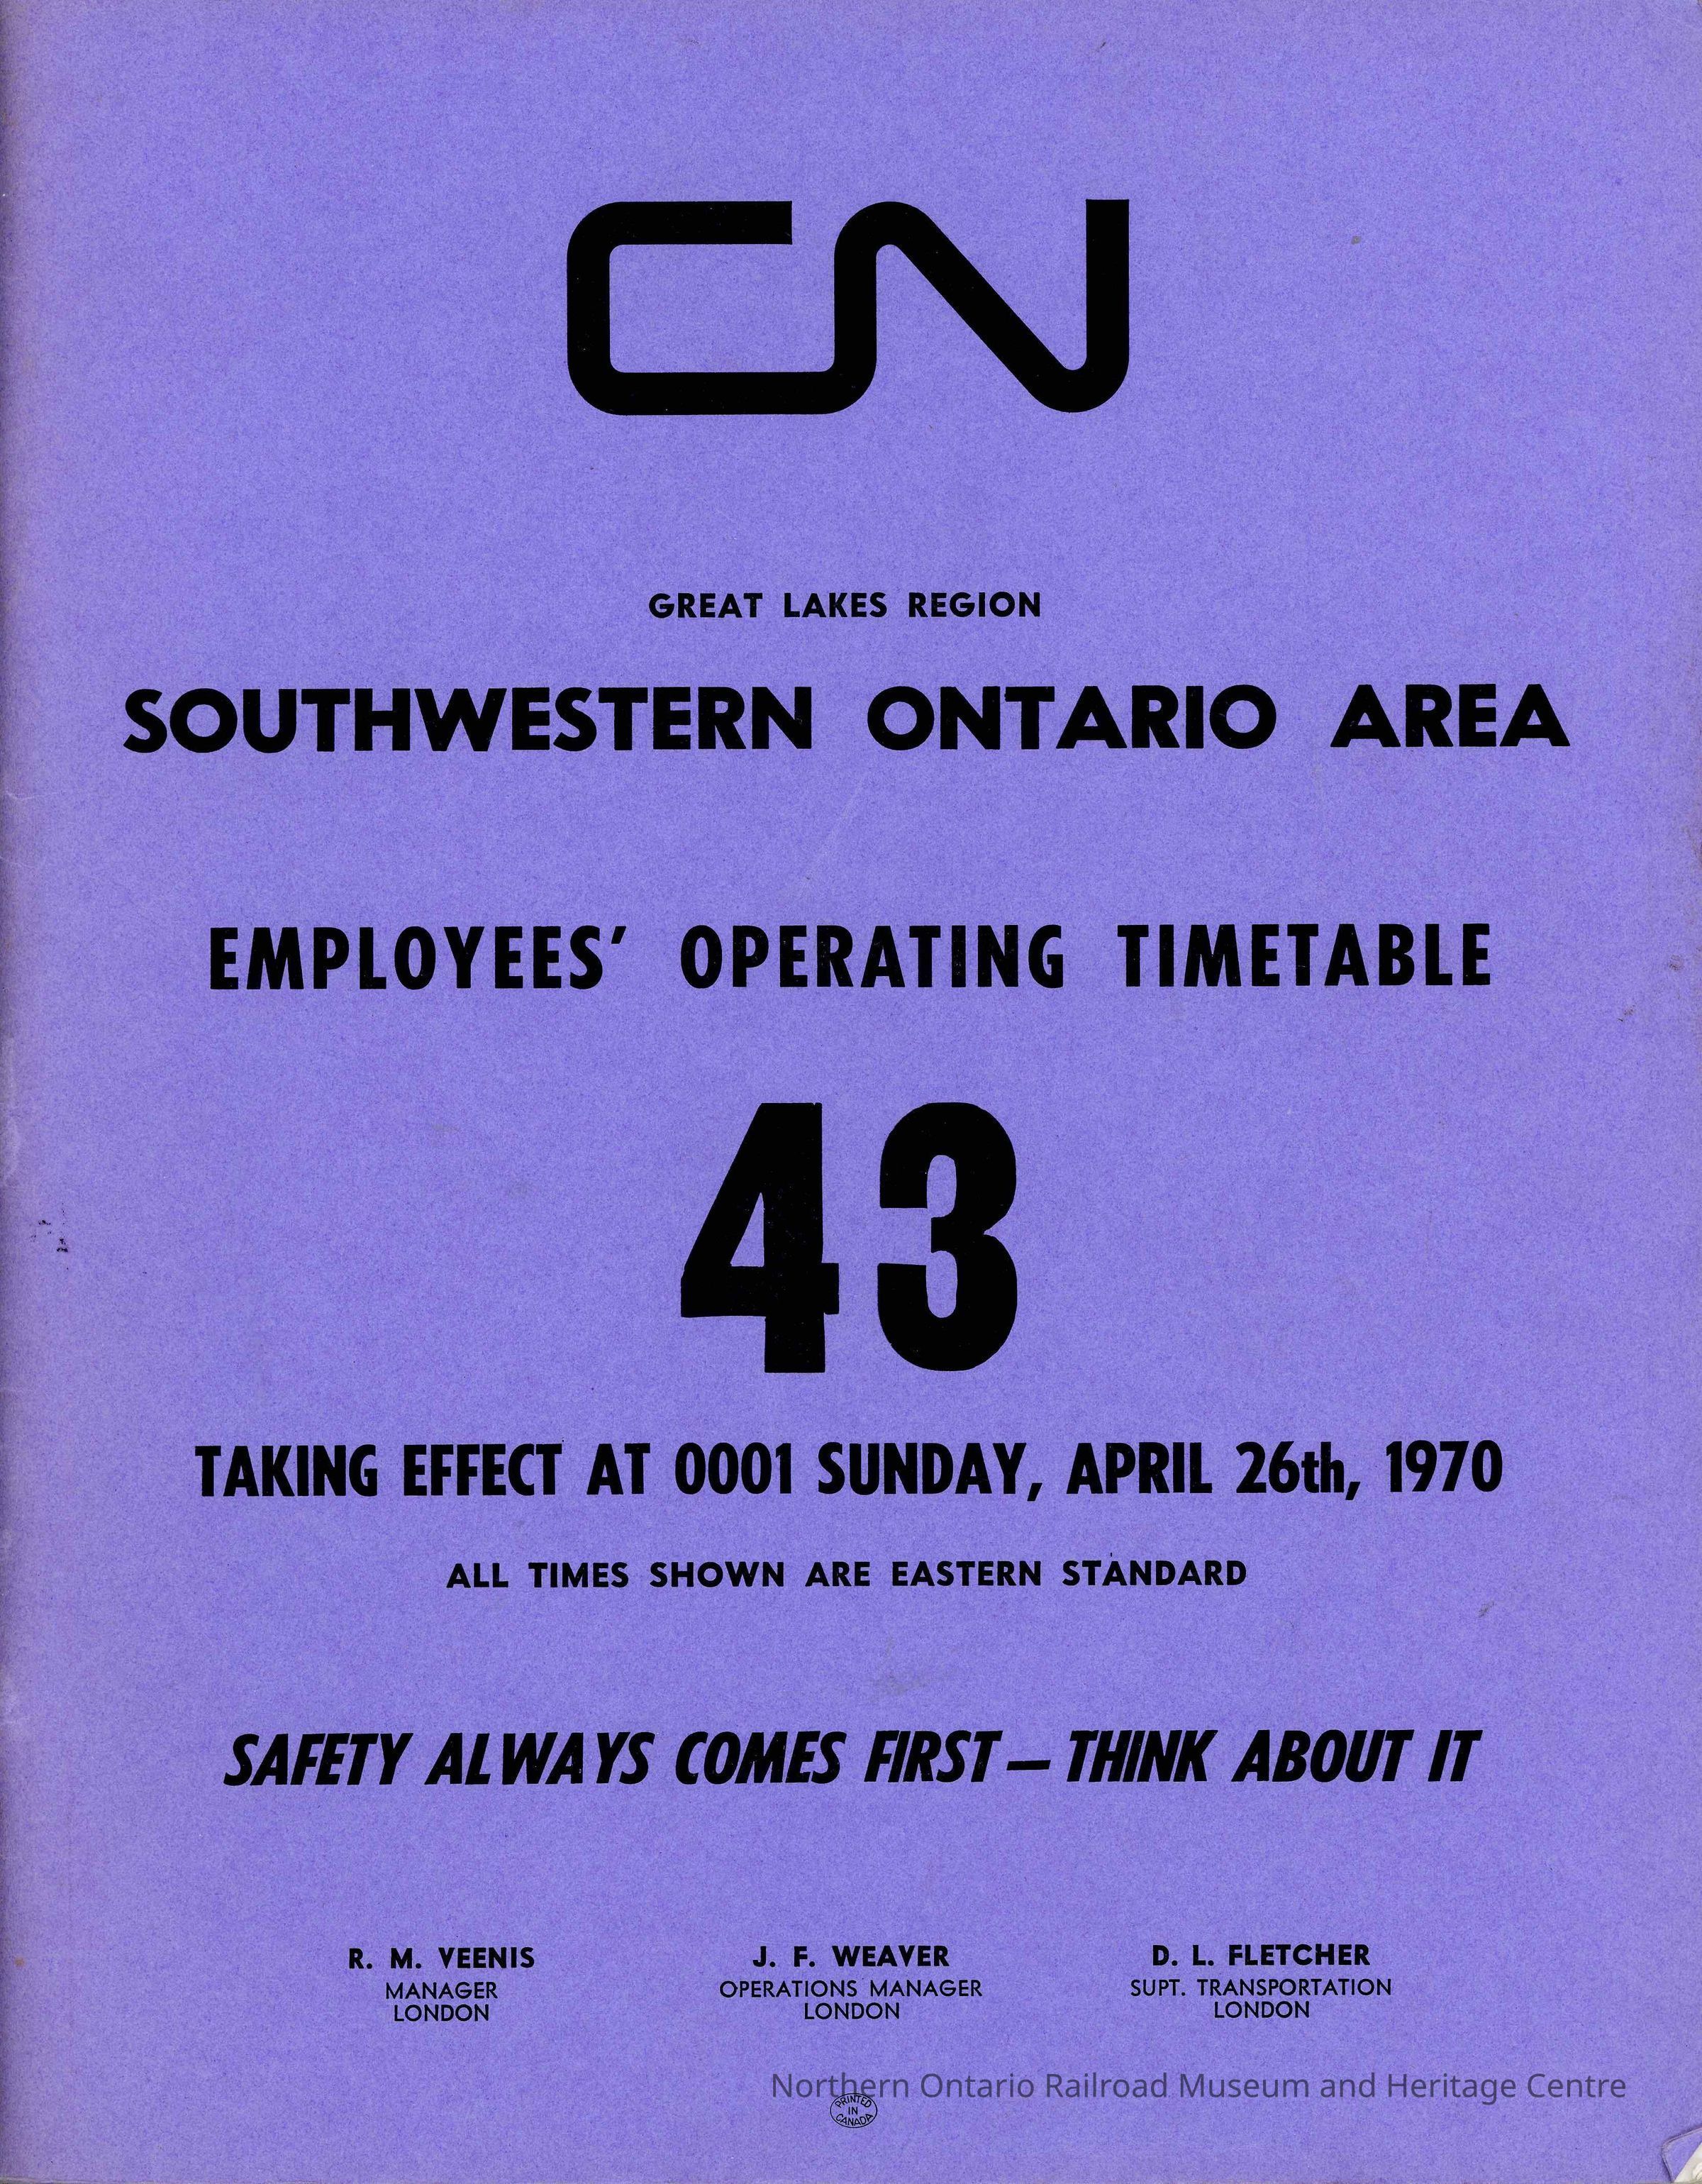 CN
GREAT LAKES REGION
SOUTHWESTERN ONTARIO AREA
EMPLOYEES' OPERATING TIMETABLE
43
TAKING EFFECT AT 0001 SUNDAY, APRIL 26th, 1970
ALL TIMES SHOWN ARE EASTERN STANDARD
SAFETY ALWAYS COMES FIRST — THINK ABOUT IT
R. M. VEENIS
MANAGER
LONDON
J. F. WEAVER
OPERATIONS MANAGER
LONDON
D. L. FLETCHER
SUPT. TRANSPORTATION
LONDON
Northern Ontario Railroad Museum and Heritage Centre
PRINTED
IN
CANADA